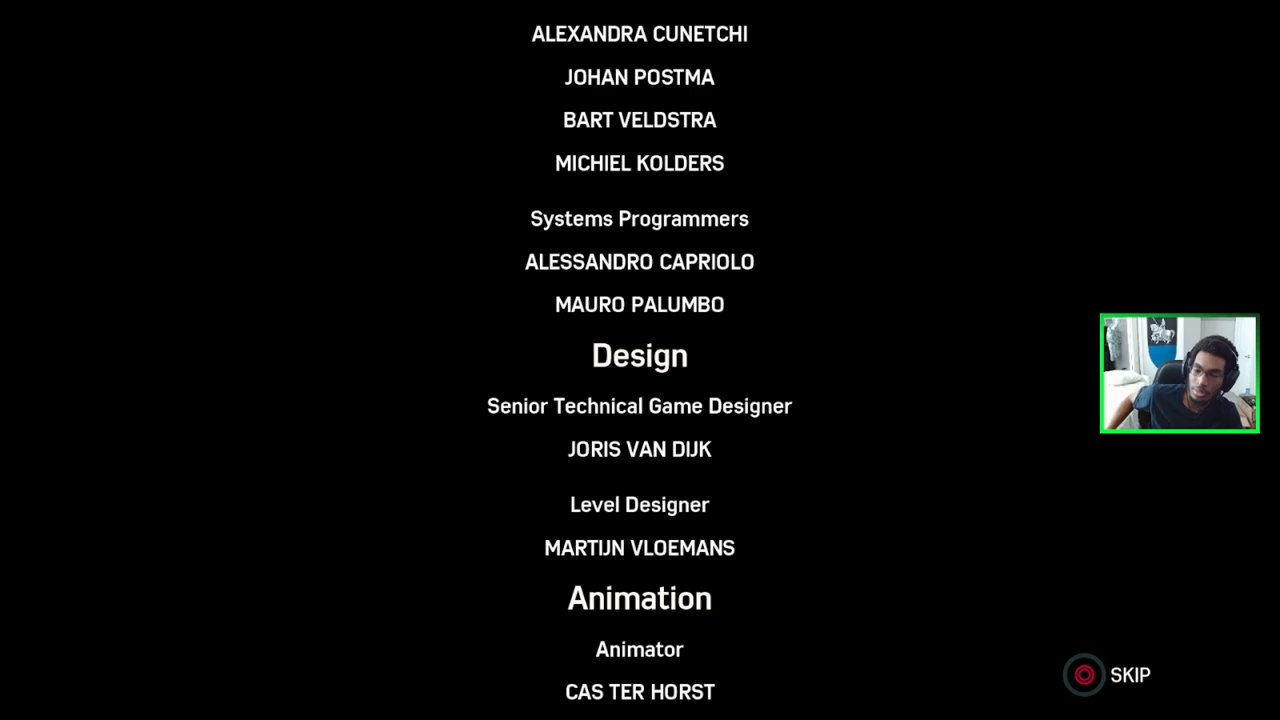 ALEXANDRA CUNETCHI
JOHAN POSTMA
BART VELDSTRA
MICHIEL KOLDERS
Systems Programmers
ALESSANDRO CAPRIOLO
MAURO PALUMBO
Design
Senior Technical Game Designer
JORIS VAN DIJK
Level Designer
MARTIJN VLOEMANS
Animation
Animator
CAS TER HORST
SKIP